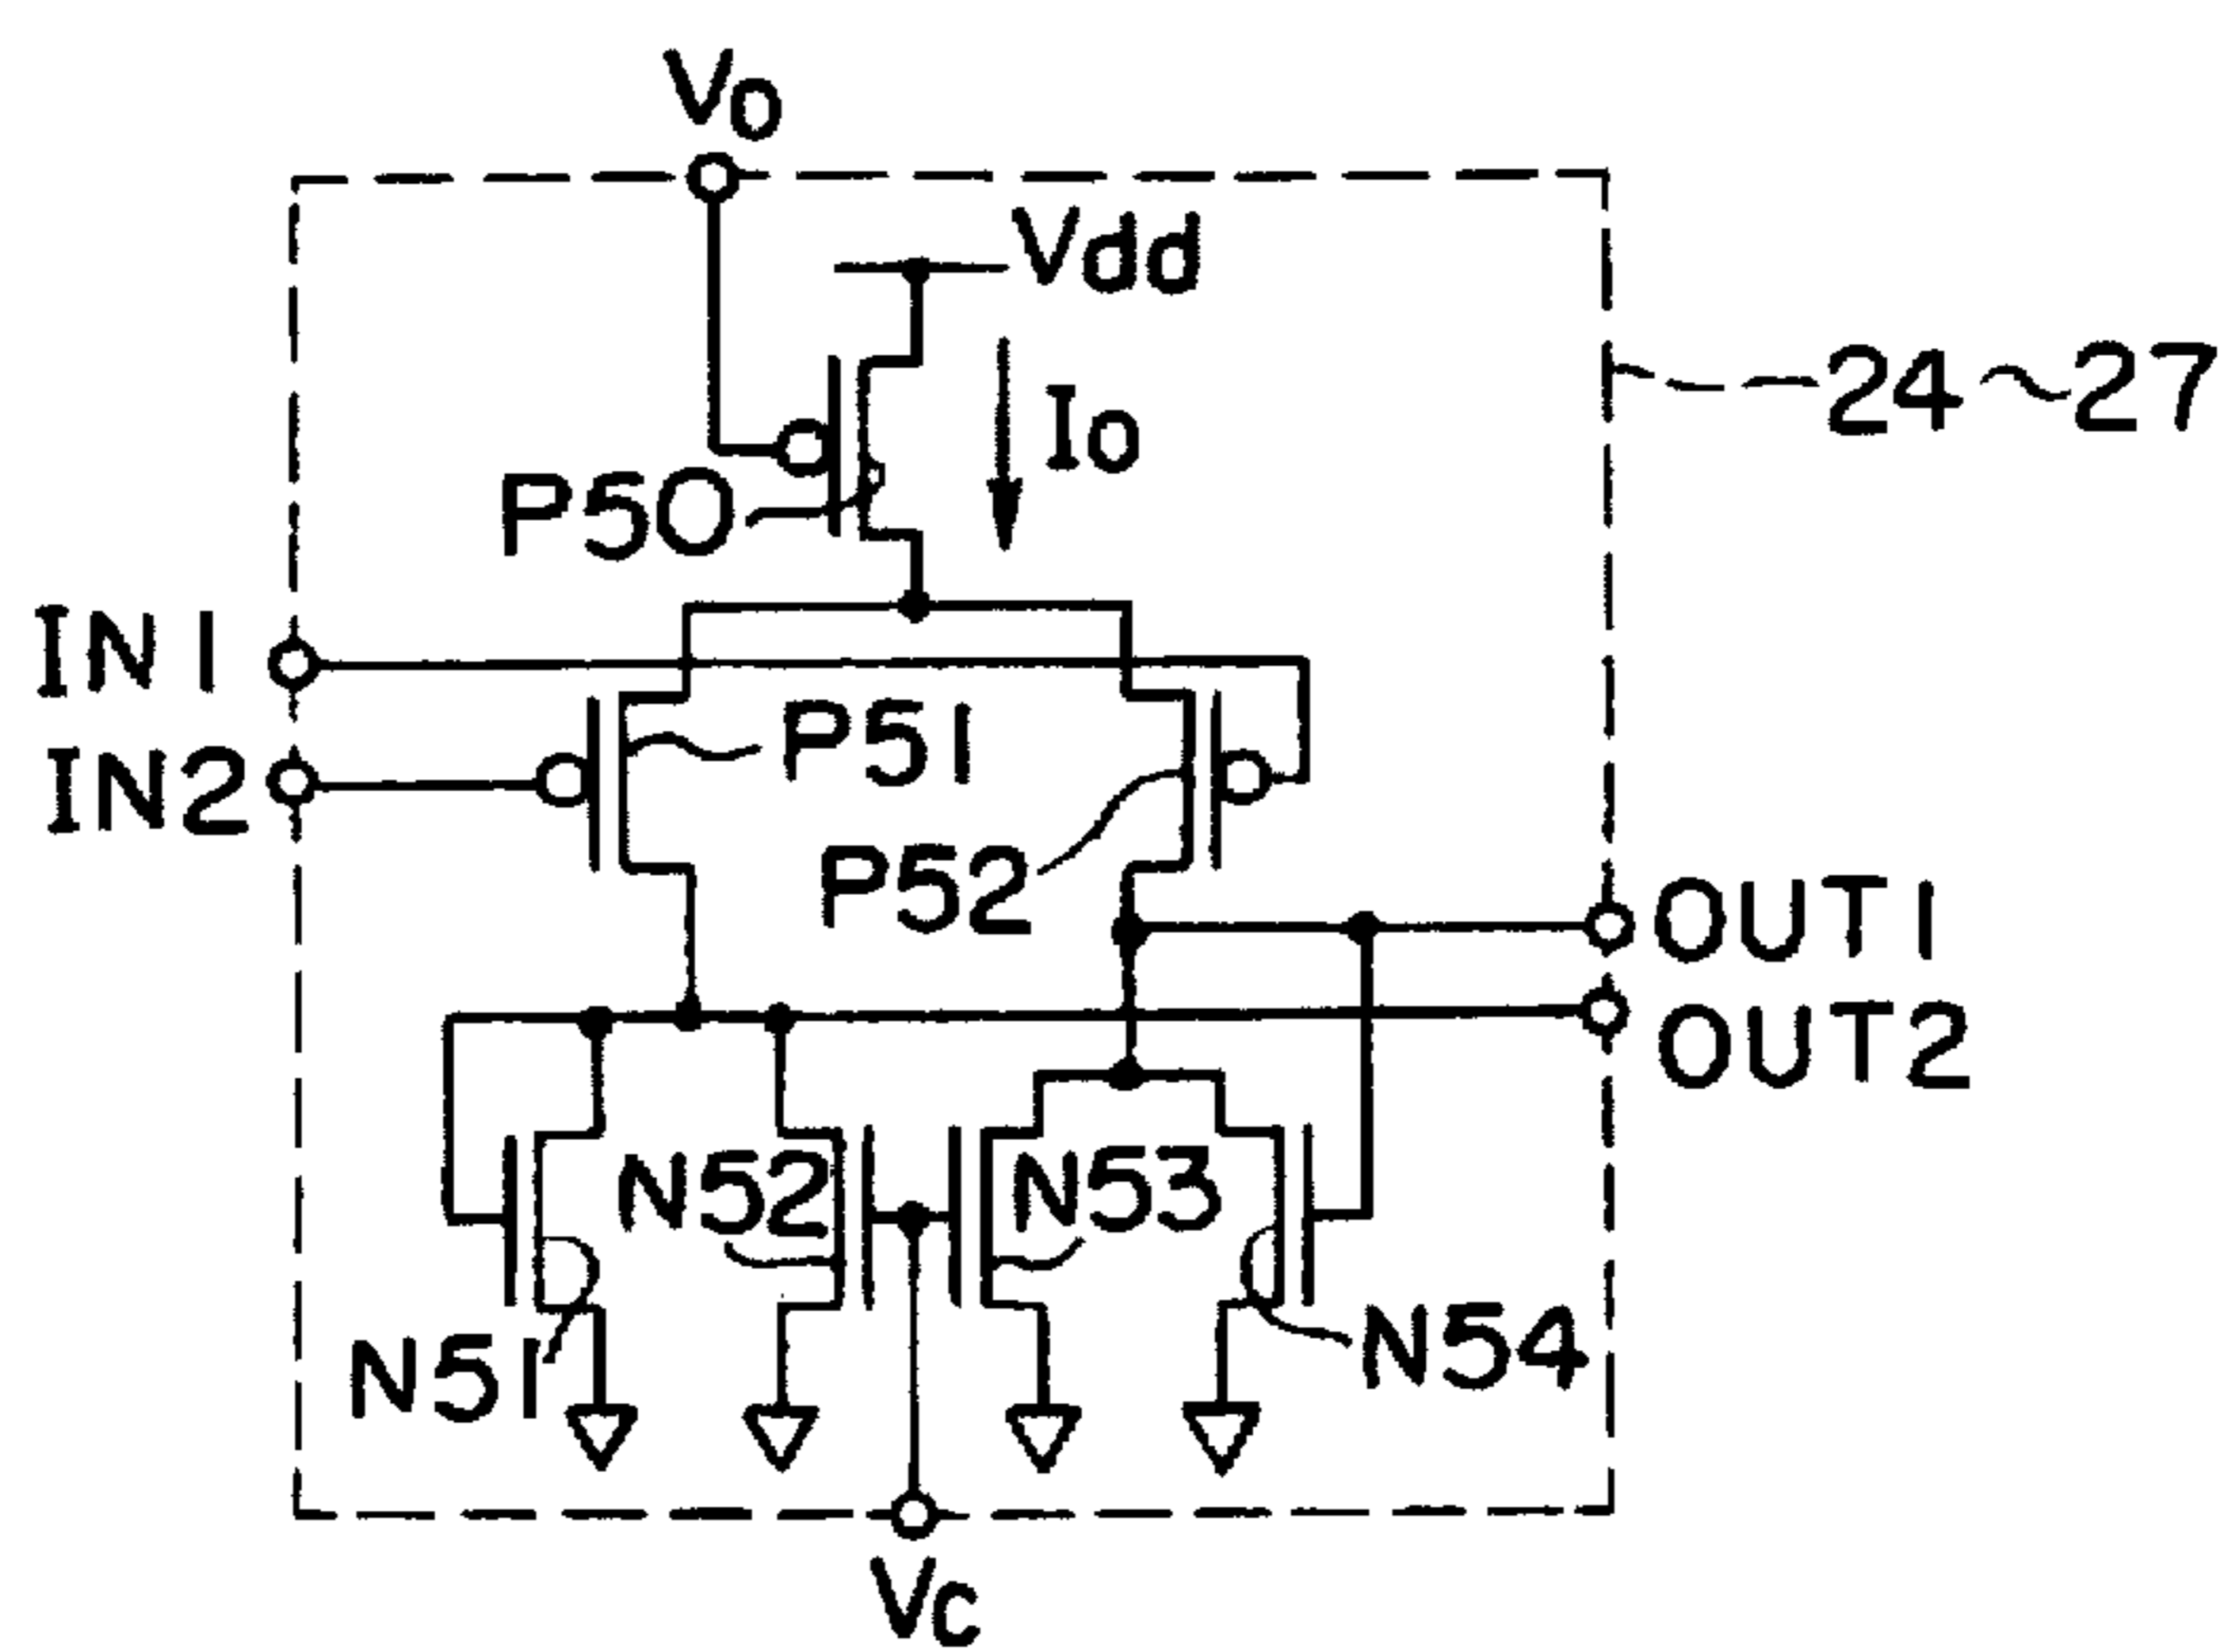 Vo
Vdd
24~27
Io
P50
IN1
P51
IN2
P52
OUT1
OUT2
N52
N53
N51
N54
Vc